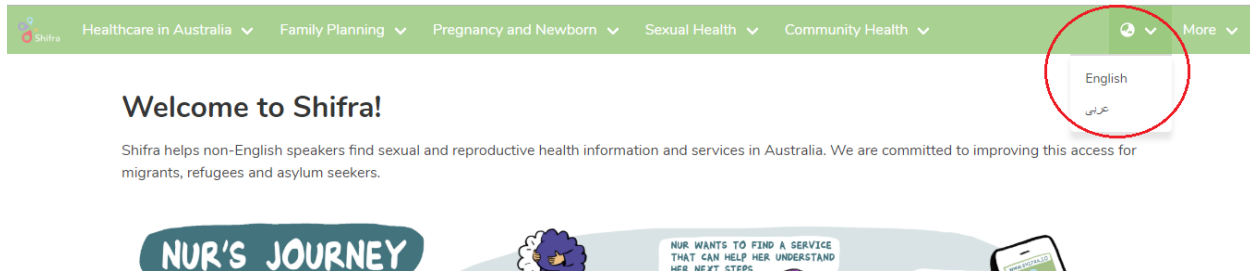 Shifra Healthcare in Australia Family Planning Pregnancy and Newborn Sexual Health Community Health More
English
عربى
Welcome to Shifra!
Shifra helps non-English speakers find sexual and reproductive health information and services in Australia. We are committed to improving this access for
migrants, refugees and asylum seekers.
NUR'S JOURNEY
NUR WANTS TO FIND A SERVICE
THAT CAN HELP HER UNDERSTAND
HER NEXT STEPS